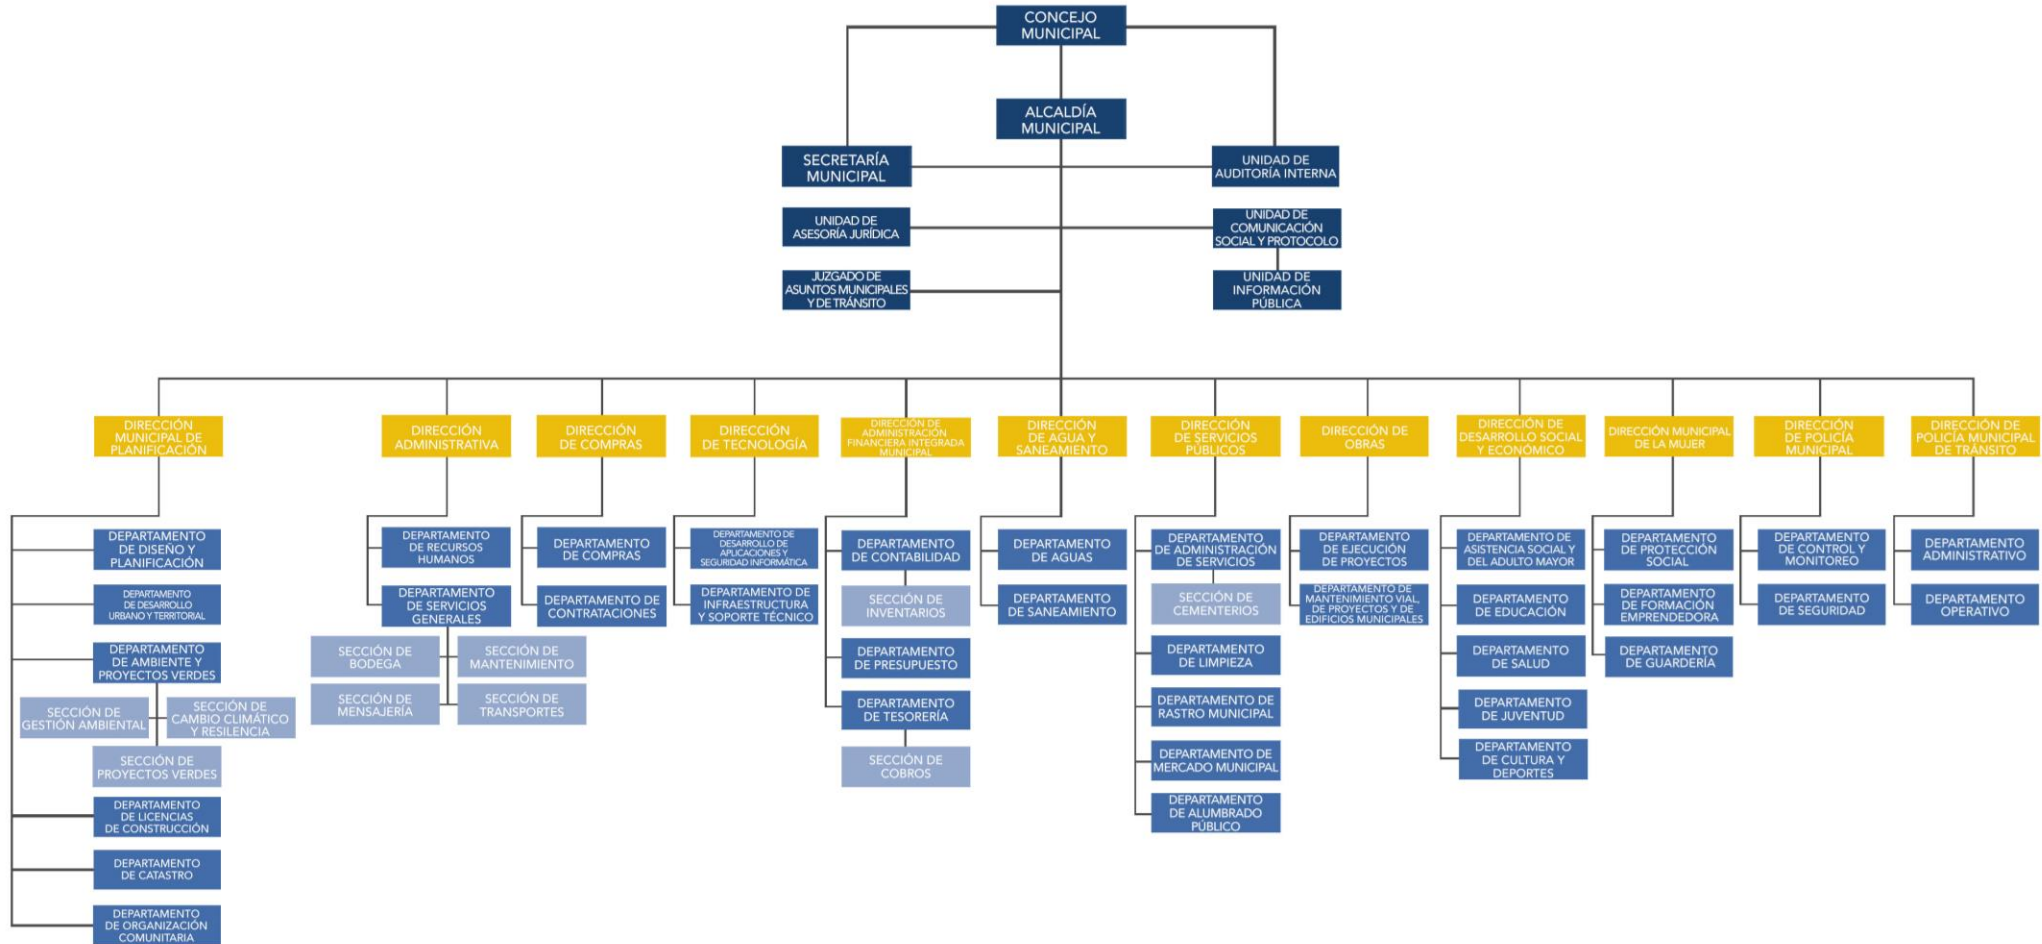 CONCEJO
MUNICIPAL
ALCALDÍA
MUNICIPAL
SECRETARÍA
MUNICIPAL
UNIDAD DE
AUDITORÍA INTERNA
UNIDAD DE
ASESORÍA JURÍDICA
UNIDAD DE
COMUNICACIÓN
SOCIAL Y PROTOCOLO
JUZGADO DE
ASUNTOS MUNICIPALES
Y DE TRÁNSITO
UNIDAD DE
INFORMACIÓN
PÚBLICA
DIRECCIÓN
MUNICIPAL DE
PLANIFICACIÓN
DIRECCIÓN
ADMINISTRATIVA
DIRECCIÓN
DE COMPRAS
DIRECCIÓN
DE TECNOLOGÍA
DIRECCIÓN DE
ADMINISTRACIÓN
FINANCIERA INTEGRADA
MUNICIPAL
DIRECCIÓN
DE AGUA Y
SANEAMIENTO
DIRECCIÓN
DE SERVICIOS
PÚBLICOS
DIRECCIÓN DE
OBRAS
DIRECCIÓN DE
DESARROLLO SOCIAL
Y ECONÓMICO
DIRECCIÓN MUNICIPAL
DE LA MUJER
DIRECCIÓN
DE POLICÍA
MUNICIPAL
DIRECCIÓN DE
POLICÍA MUNICIPAL
DE TRÁNSITO
DEPARTAMENTO
DE DISEÑO Y
PLANIFICACIÓN
DEPARTAMENTO
DE DESARROLLO
URBANO Y TERRITORIAL
DEPARTAMENTO
DE AMBIENTE Y
PROYECTOS VERDES
SECCIÓN DE
GESTIÓN AMBIENTAL
SECCIÓN DE
CAMBIO CLIMÁTICO
Y RESILENCIA
SECCIÓN DE
PROYECTOS VERDES
DEPARTAMENTO
DE LICENCIAS
DE CONSTRUCCIÓN
DEPARTAMENTO
DE CATASTRO
DEPARTAMENTO
DE ORGANIZACIÓN
COMUNITARIA
DEPARTAMENTO
DE RECURSOS
HUMANOS
DEPARTAMENTO
DE SERVICIOS
GENERALES
SECCIÓN DE
BODEGA
SECCIÓN DE
MANTENIMIENTO
SECCIÓN DE
MENSAJERÍA
SECCIÓN DE
TRANSPORTES
DEPARTAMENTO
DE COMPRAS
DEPARTAMENTO DE
CONTRATACIONES
DEPARTAMENTO DE
DESARROLLO DE
APLICACIONES Y
SEGURIDAD INFORMÁTICA
DEPARTAMENTO DE
INFRAESTRUCTURA
Y SOPORTE TÉCNICO
DEPARTAMENTO
DE CONTABILIDAD
SECCIÓN DE
INVENTARIOS
DEPARTAMENTO
DE PRESUPUESTO
DEPARTAMENTO
DE TESORERÍA
SECCIÓN DE
COBROS
DEPARTAMENTO
DE AGUAS
DEPARTAMENTO
DE SANEAMIENTO
DEPARTAMENTO
DE ADMINISTRACIÓN
DE SERVICIOS
SECCIÓN DE
CEMENTERIOS
DEPARTAMENTO
DE LIMPIEZA
DEPARTAMENTO DE
RASTRO MUNICIPAL
DEPARTAMENTO DE
MERCADO MUNICIPAL
DEPARTAMENTO
DE ALUMBRADO
PÚBLICO
DEPARTAMENTO
DE EJECUCIÓN
DE PROYECTOS
DEPARTAMENTO DE
MANTENIMIENTO VIAL,
DE PROYECTOS Y DE
EDIFICIOS MUNICIPALES
DEPARTAMENTO DE
ASISTENCIA SOCIAL Y
DEL ADULTO MAYOR
DEPARTAMENTO
DE EDUCACIÓN
DEPARTAMENTO
DE SALUD
DEPARTAMENTO
DE JUVENTUD
DEPARTAMENTO
DE CULTURA Y
DEPORTES
DEPARTAMENTO
DE PROTECCIÓN
SOCIAL
DEPARTAMENTO
DE FORMACIÓN
EMPRENDEDORA
DEPARTAMENTO
DE GUARDERÍA
DEPARTAMENTO
DE CONTROL Y
MONITOREO
DEPARTAMENTO
DE SEGURIDAD
DEPARTAMENTO
ADMINISTRATIVO
DEPARTAMENTO
OPERATIVO